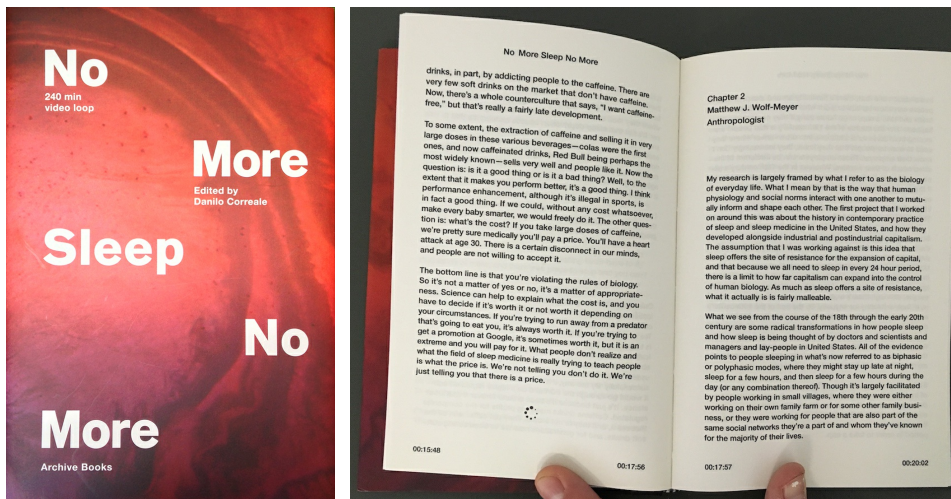 No
240 min
video loop
More
Edited by
Danilo Correale
Sleep
No
More
Archive Books
No More Sleep No More
drinks, in part, by addicting people to the caffeine. There are
very few soft drinks on the market that don't have caffeine.
Now, there's a whole counterculture that says, "I want caffeine-
free," but that's really a fairly late development.
To some extent, the extraction of caffeine and selling it in very
large doses in these various beverages—colas were the first
ones, and now caffeinated drinks, Red Bull being perhaps the
most widely known—sells very well and people like it. Now the
question is: is it a good thing or is it a bad thing? Well, to the
extent that it makes you perform better, it's a good thing. I think
performance enhancement, although it's illegal in sports, is
in fact a good thing. If we could, without any cost whatsoever,
make every baby smarter, we would freely do it. The other ques-
tion is: what's the cost? If you take large doses of caffeine,
we're pretty sure medically you'll pay a price. You'll have a heart
attack at age 30. There is a certain disconnect in our minds,
and people are not willing to accept it.
The bottom line is that you're violating the rules of biology.
So it's not a matter of yes or no, it's a matter of appropriate-
ness. Science can help to explain what the cost is, and you
have to decide if it's worth it or not worth it depending on
your circumstances. If you're trying to run away from a predator
that's going to eat you, it's always worth it. If you're trying to
get a promotion at Google, it's sometimes worth it, but it is an
extreme and you will pay for it. What people don't realize and
what the field of sleep medicine is really trying to teach people
is what the price is. We're not telling you don't do it. We're
just telling you that there is a price.
00:15:48
00:17:56
Chapter 2
Matthew J. Wolf-Meyer
Anthropologist
My research is largely framed by what I refer to as the biology
of everyday life. What I mean by that is the way that human
physiology and social norms interact with one another to mutu-
ally inform and shape each other. The first project that I worked
on around this was about the history in contemporary practice
of sleep and sleep medicine in the United States, and how they
developed alongside industrial and postindustrial capitalism.
The assumption that I was working against is this idea that
sleep offers the site of resistance for the expansion of capital,
and that because we all need to sleep in every 24 hour period,
there is a limit to how far capitalism can expand into the control
of human biology. As much as sleep offers a site of resistance,
what it actually is is fairly malleable.
What we see from the course of the 18th through the early 20th
century are some radical transformations in how people sleep
and how sleep is being thought of by doctors and scientists and
managers and lay-people in United States. All of the evidence
points to people sleeping in what's now referred to as biphasic
or polyphasic modes, where they might stay up late at night,
sleep for a few hours, and then sleep for a few hours during the
day (or any combination thereof). Though it's largely facilitated
by people working in small villages, where they were either
working on their own family farm or for some other family busi-
ness, or they were working for people that are also part of the
same social networks they're a part of and whom they've known
for the majority of their lives.
00:17:57
00:20:02